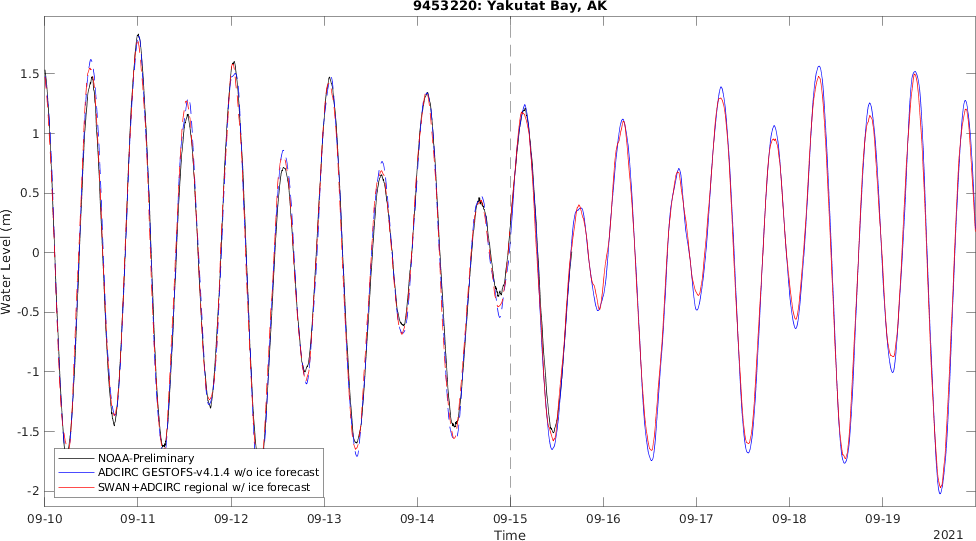 9453220: Yakutat Bay, AK
Water Level (m)
1.5
1
0.5
0
-0.5
-1
-1.5
-2
NOAA-Preliminary
ADCIRC GESTOFS-v4.1.4 w/o ice forecast
SWAN+ADCIRC regional w/ ice forecast
09-10 09-11 09-12 09-13 09-14 09-15 09-16 09-17 09-18 09-19
Time
2021